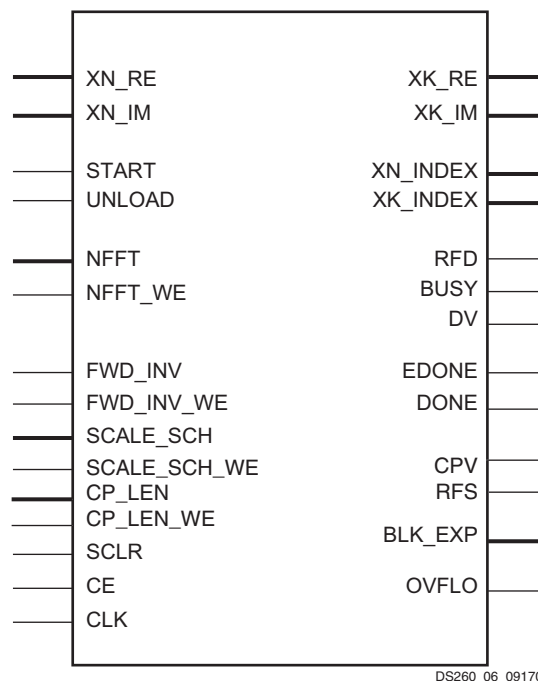 XN_RE
XN_IM
START
UNLOAD
NFFT
NFFT_WE
FWD_INV
FWD_INV_WE
SCALE_SCH
SCALE_SCH_WE
CP_LEN
CP_LEN_WE
SCLR
CE
CLK
XK_RE
XK_IM
XN_INDEX
XK_INDEX
RFD
BUSY
DV
EDONE
DONE
CPV
RFS
BLK_EXP
OVFLO
DS260_06_09170